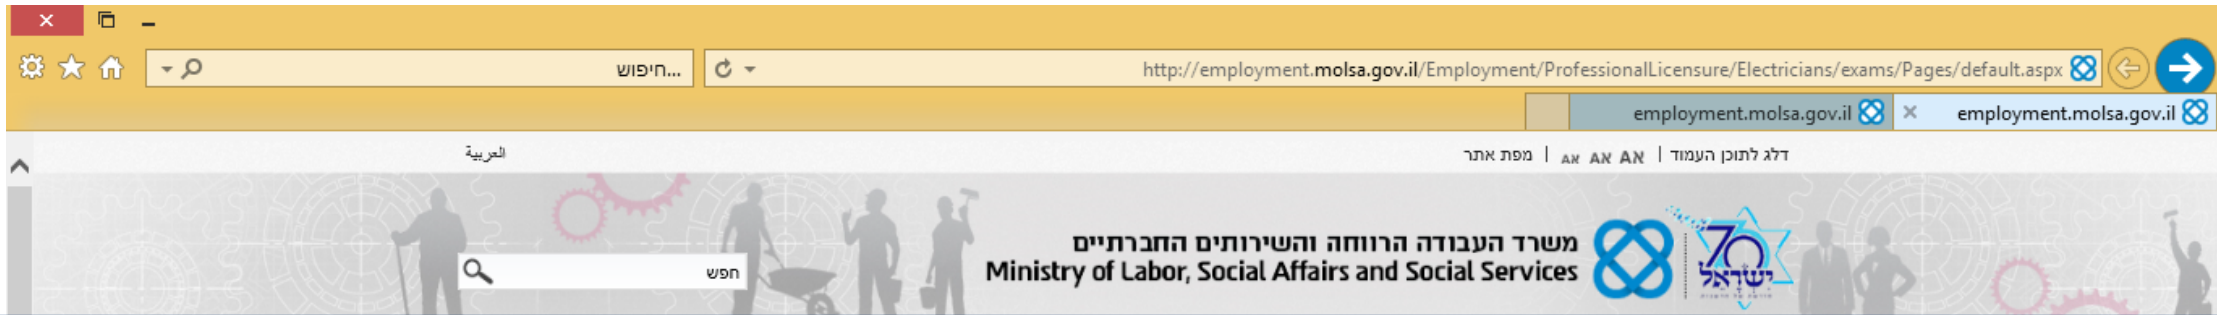 חיפוש...
http://employment.molsa.gov.il/Employment/ProfessionalLicensure/Electricians/exams/Pages/default.aspx
employment.molsa.gov.il
employment.molsa.gov.il
דלג לתוכן העמוד | אא אא אא | מפת אתר
العربية
70
ישראל
משרד העבודה הרווחה והשירותים החברתיים
Ministry of Labor, Social Affairs and Social Services
חפש